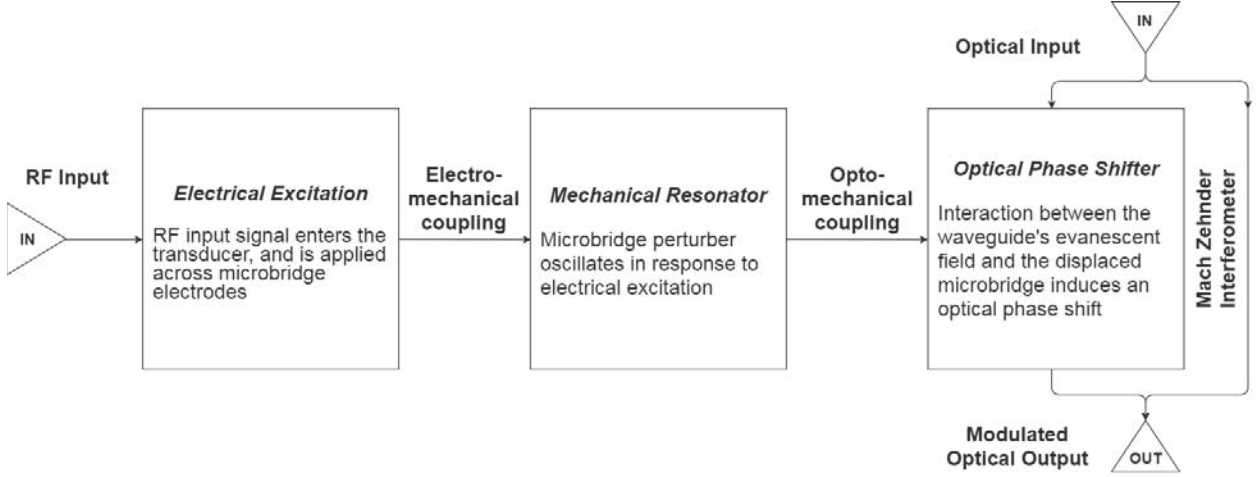 IN
Optical Input
RF Input
IN
Electrical Excitation
RF input signal enters the
transducer, and is applied
across microbridge
electrodes
Electro-
mechanical
coupling
Mechanical Resonator
Microbridge perturber
oscillates in response to
electrical excitation
Opto-
mechanical
coupling
Optical Phase Shifter
Interaction between the
waveguide's evanescent
field and the displaced
microbridge induces an
optical phase shift
Mach Zehnder
Interferometer
Modulated
Optical Output
OUT